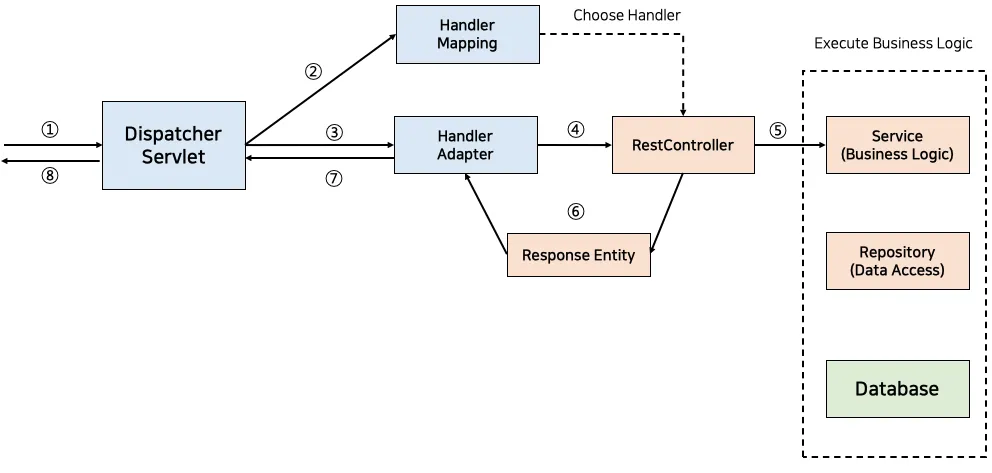 Choose Handler
Handler
Mapping
Execute Business Logic
②
①
Dispatcher
Servlet
③
Handler
Adapter
④
RestController
⑤
Service
(Business Logic)
⑧
⑦
⑥
Response Entity
Repository
(Data Access)
Database